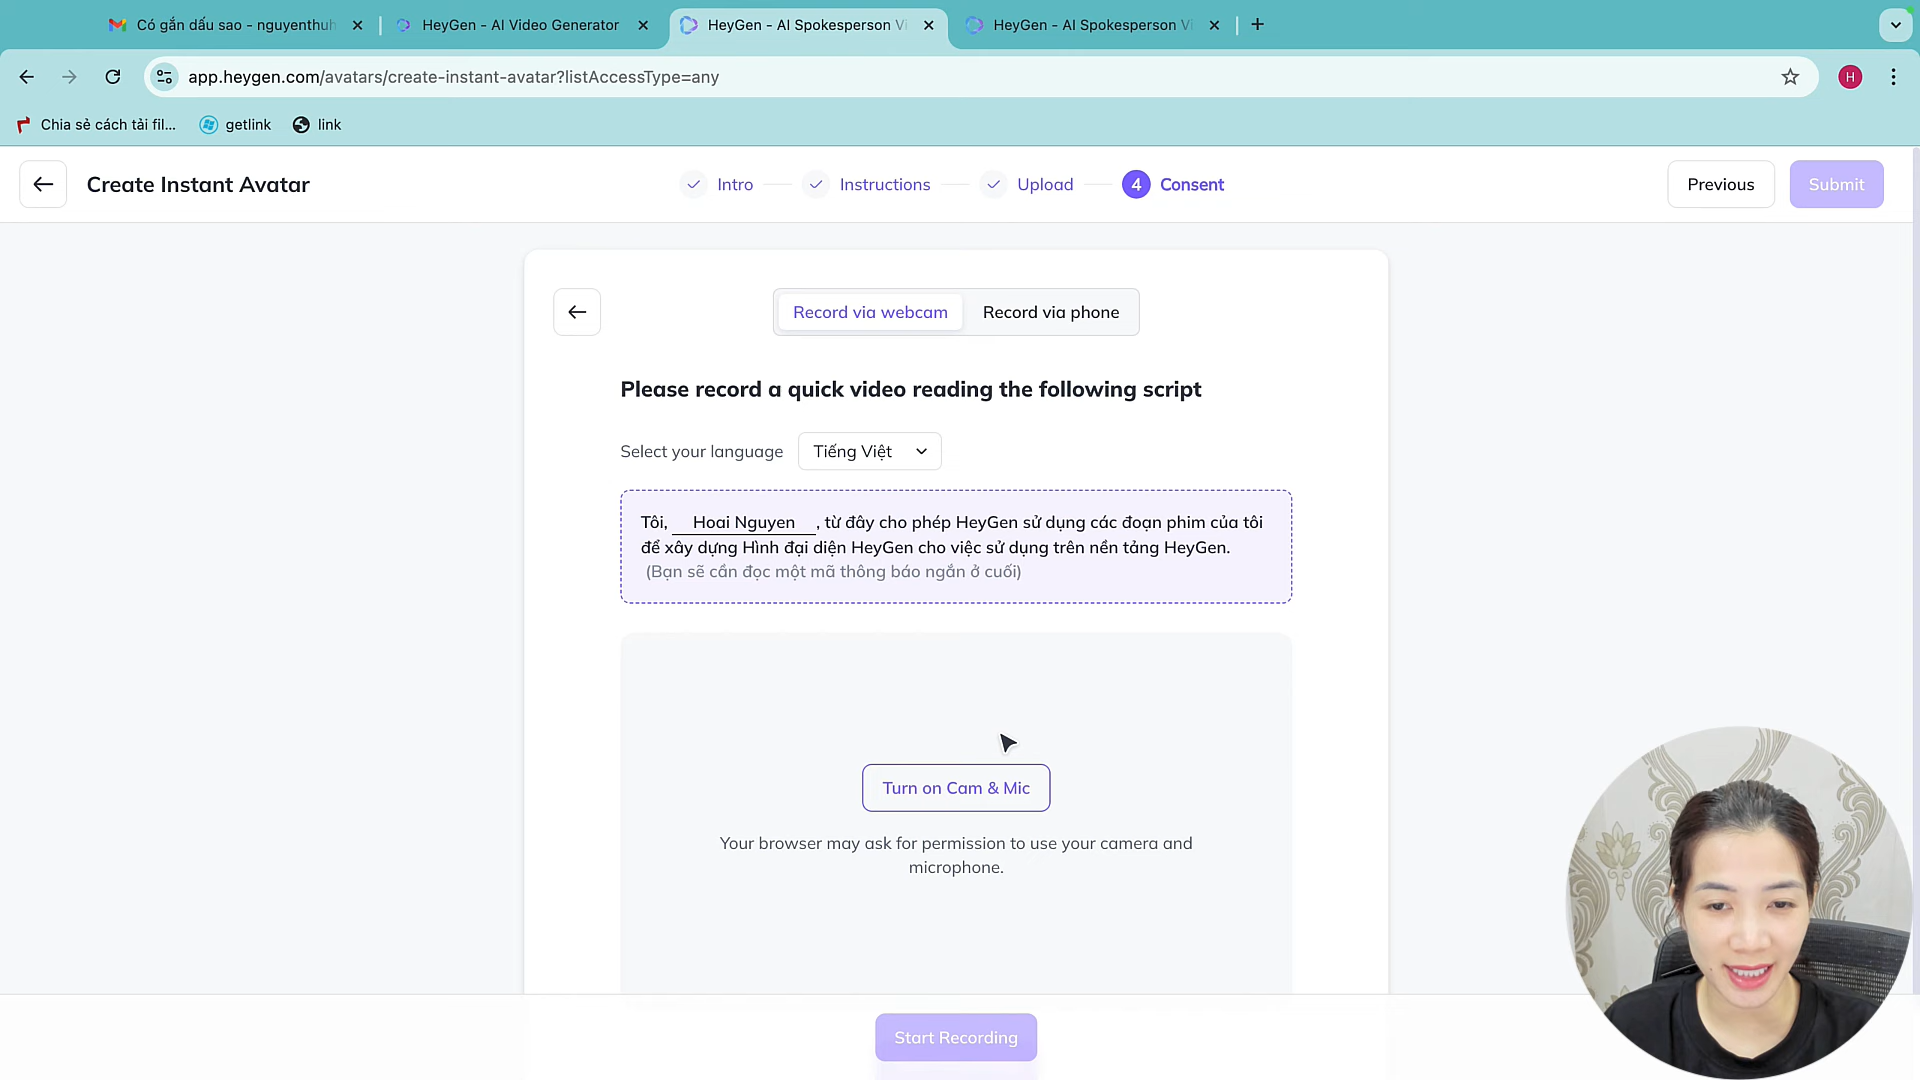 Có gắn dấu sao - nguyenthuh
HeyGen - AI Video Generator
HeyGen - AI Spokesperson Vi
HeyGen - AI Spokesperson Vi
app.heygen.com/avatars/create-instant-avatar?listAccessType=any
H
Chia sẻ cách tải fil...
getlink
link
Create Instant Avatar
Intro
Instructions
Upload
4
Consent
Previous
Submit
Record via webcam
Record via phone
Please record a quick video reading the following script
Select your language
Tiếng Việt
Tôi, Hoai Nguyen , từ đây cho phép HeyGen sử dụng các đoạn phim của tôi
để xây dựng Hình đại diện HeyGen cho việc sử dụng trên nền tảng HeyGen.
(Bạn sẽ cần đọc một mã thông báo ngắn ở cuối)
Turn on Cam & Mic
Your browser may ask for permission to use your camera and
microphone.
Start Recording